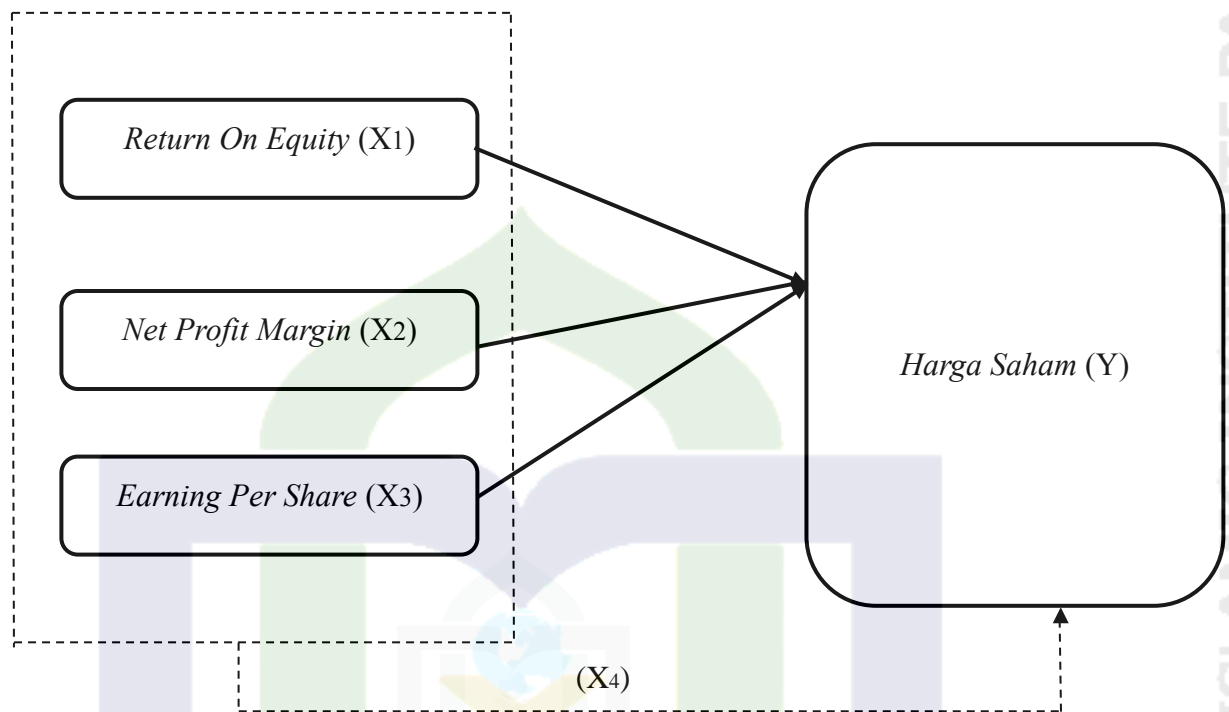 Return On Equity (X1)
Net Profit Margin (X2)
Harga Saham (Y)
Earning Per Share (X3)
(X4)